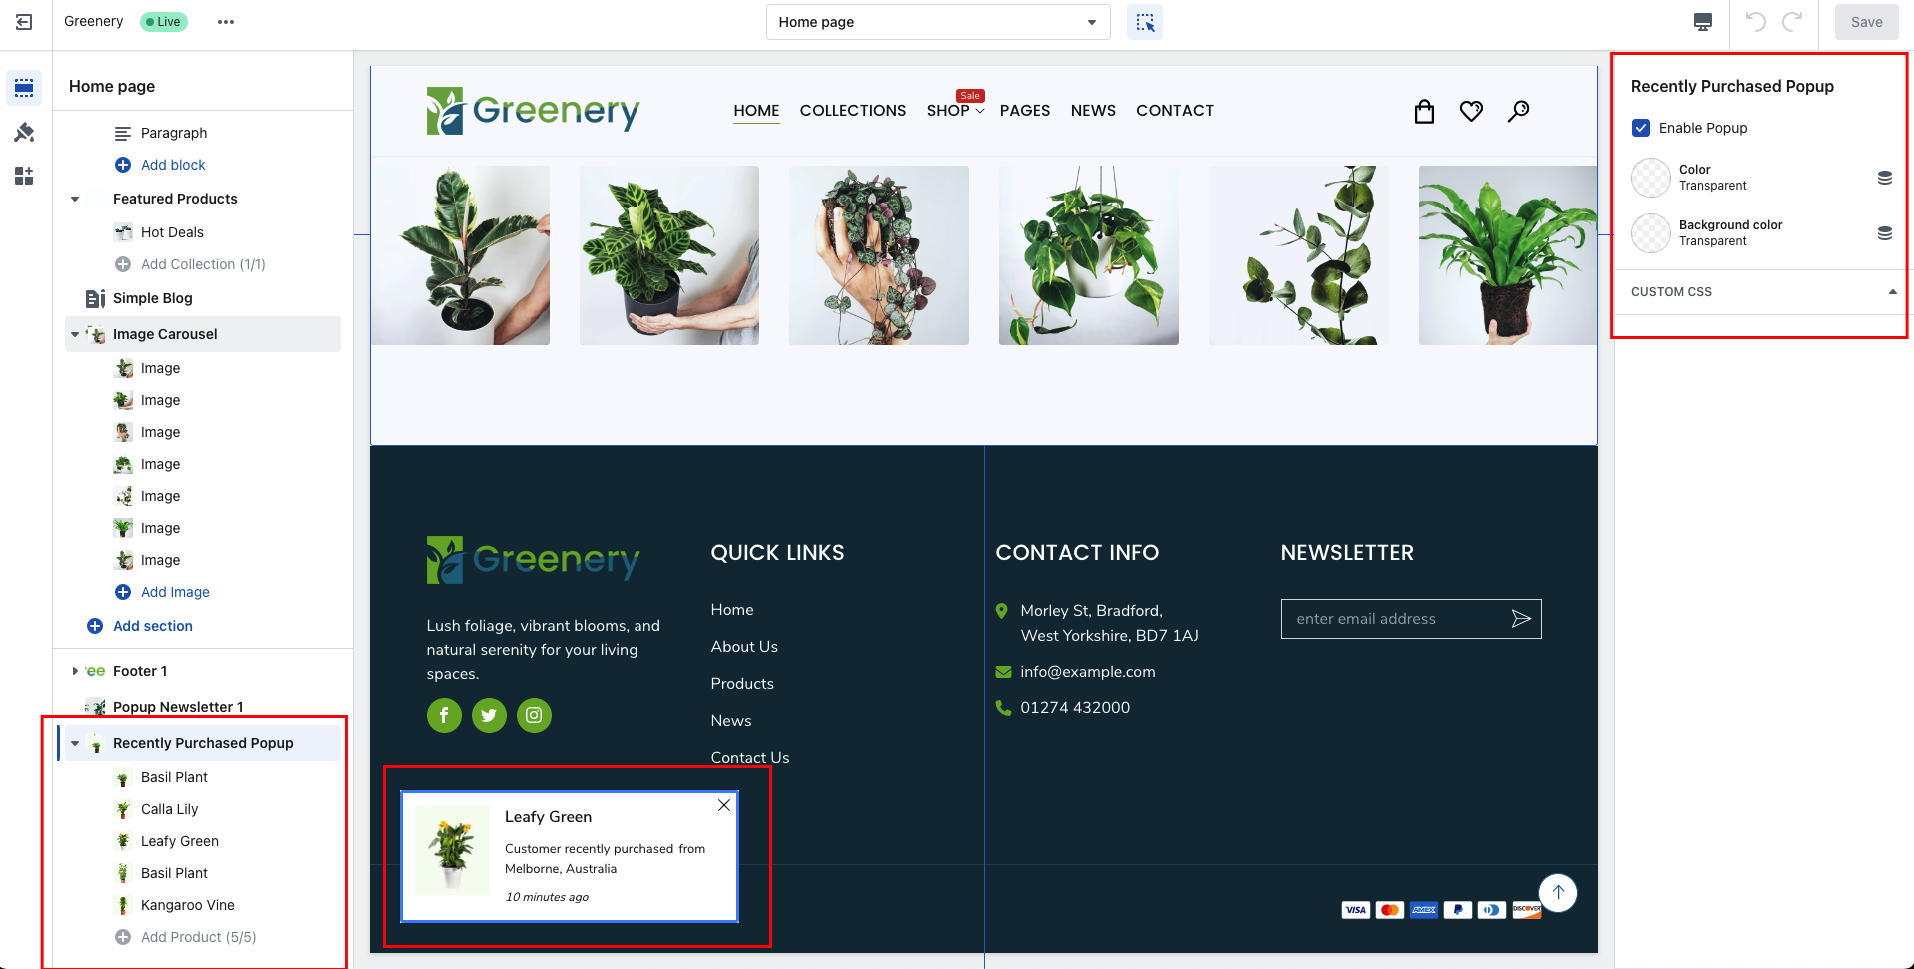 Greenery
Live
Home page
Save
Home page
Paragraph
Add block
Featured Products
Hot Deals
Add Collection (1/1)
Simple Blog
Image Carousel
Image
Image
Image
Image
Image
Image
Image
Add Image
Add section
Footer 1
Popup Newsletter 1
Recently Purchased Popup
Basil Plant
Calla Lily
Leafy Green
Basil Plant
Kangaroo Vine
Add Product (5/5)
Greenery
HOME
COLLECTIONS
SHOP
Sale
PAGES
NEWS
CONTACT
Greenery
Lush foliage, vibrant blooms, and
natural serenity for your living
spaces.
QUICK LINKS
Home
About Us
Products
News
Contact Us
CONTACT INFO
Morley St, Bradford,
West Yorkshire, BD7 1AJ
info@example.com
01274 432000
NEWSLETTER
enter email address
Leafy Green
Customer recently purchased from
Melborne, Australia
10 minutes ago
VISA
AMEX
DISCOVER
Recently Purchased Popup
Enable Popup
Color
Transparent
Background color
Transparent
CUSTOM CSS